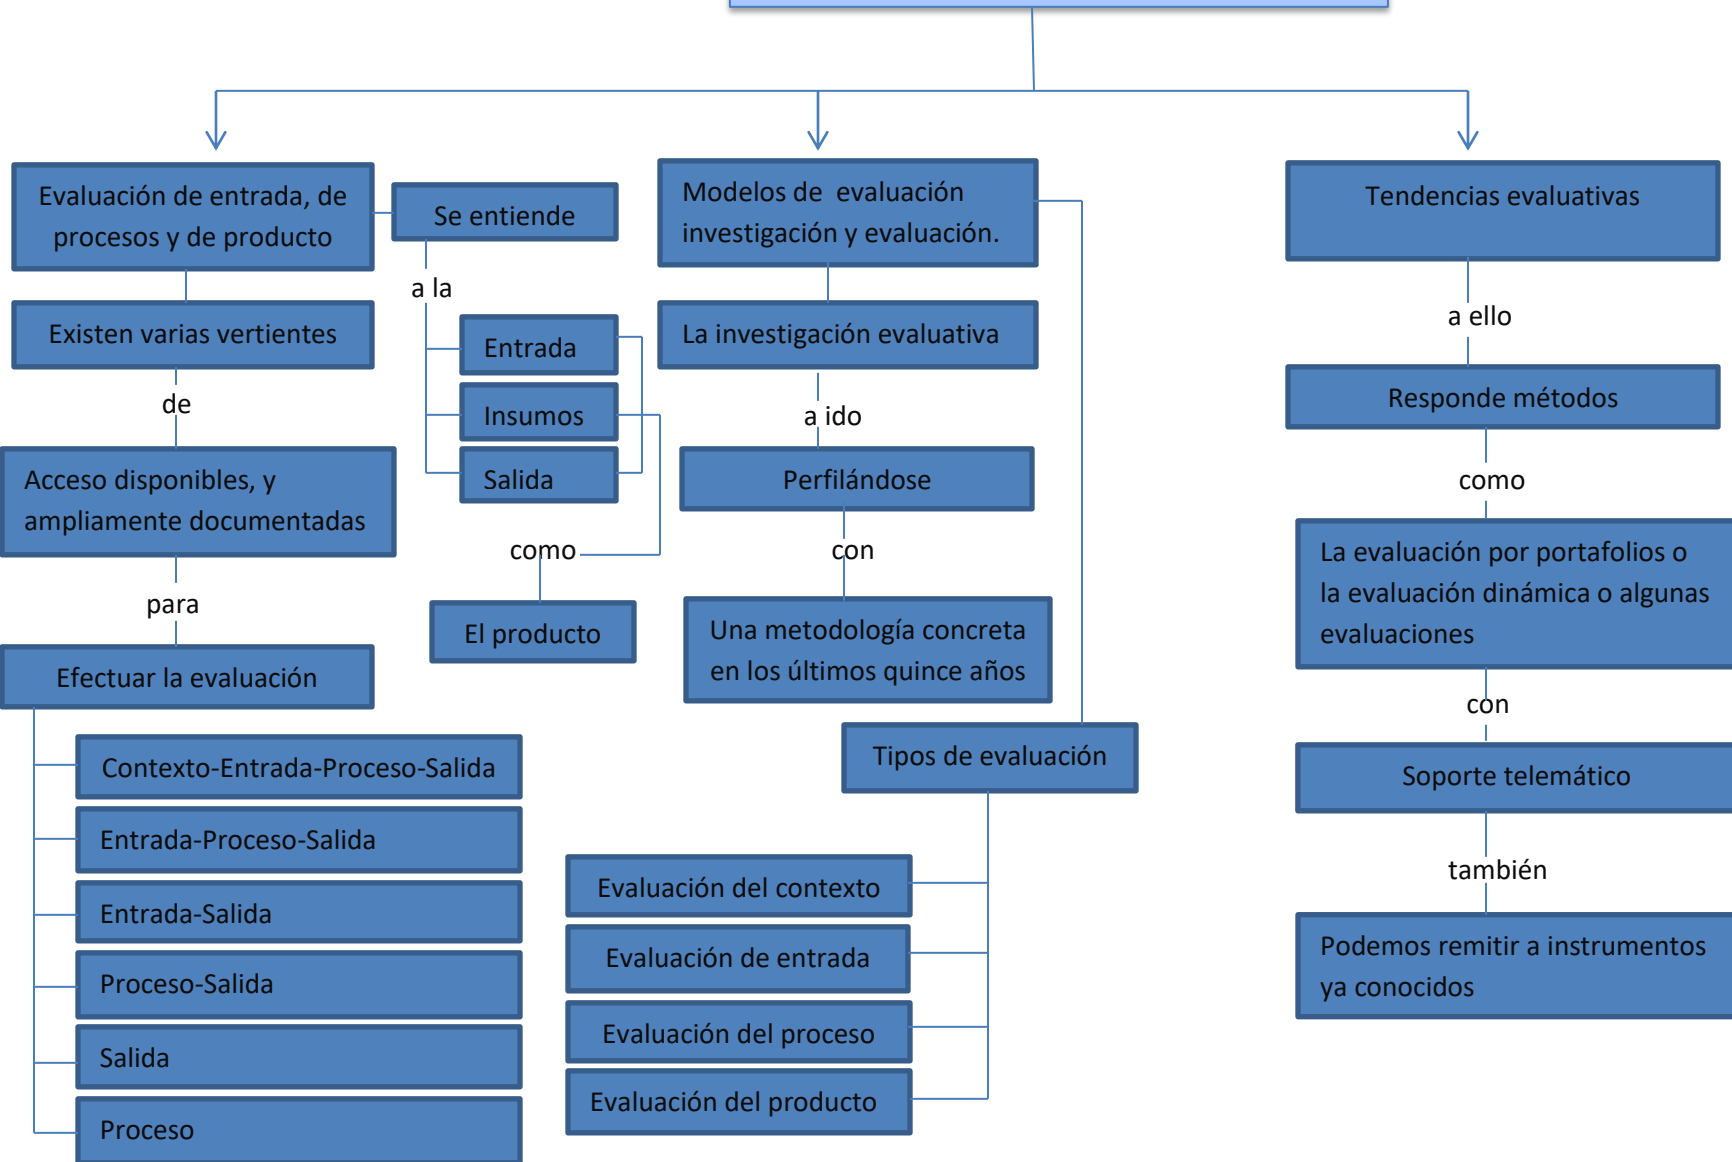 Evaluación de entrada, de
procesos y de producto
Se entiende
a la
Entrada
Insumos
Salida
como
El producto
Existen varias vertientes
de
Acceso disponibles, y
ampliamente documentadas
para
Efectuar la evaluación
Contexto-Entrada-Proceso-Salida
Entrada-Proceso-Salida
Entrada-Salida
Proceso-Salida
Salida
Proceso
Modelos de  evaluación
investigación y evaluación.
La investigación evaluativa
a ido
Perfilándose
con
Una metodología concreta
en los últimos quince años
Tipos de evaluación
Evaluación del contexto
Evaluación de entrada
Evaluación del proceso
Evaluación del producto
Tendencias evaluativas
a ello
Responde métodos
como
La evaluación por portafolios o
la evaluación dinámica o algunas
evaluaciones
con
Soporte telemático
también
Podemos remitir a instrumentos
ya conocidos